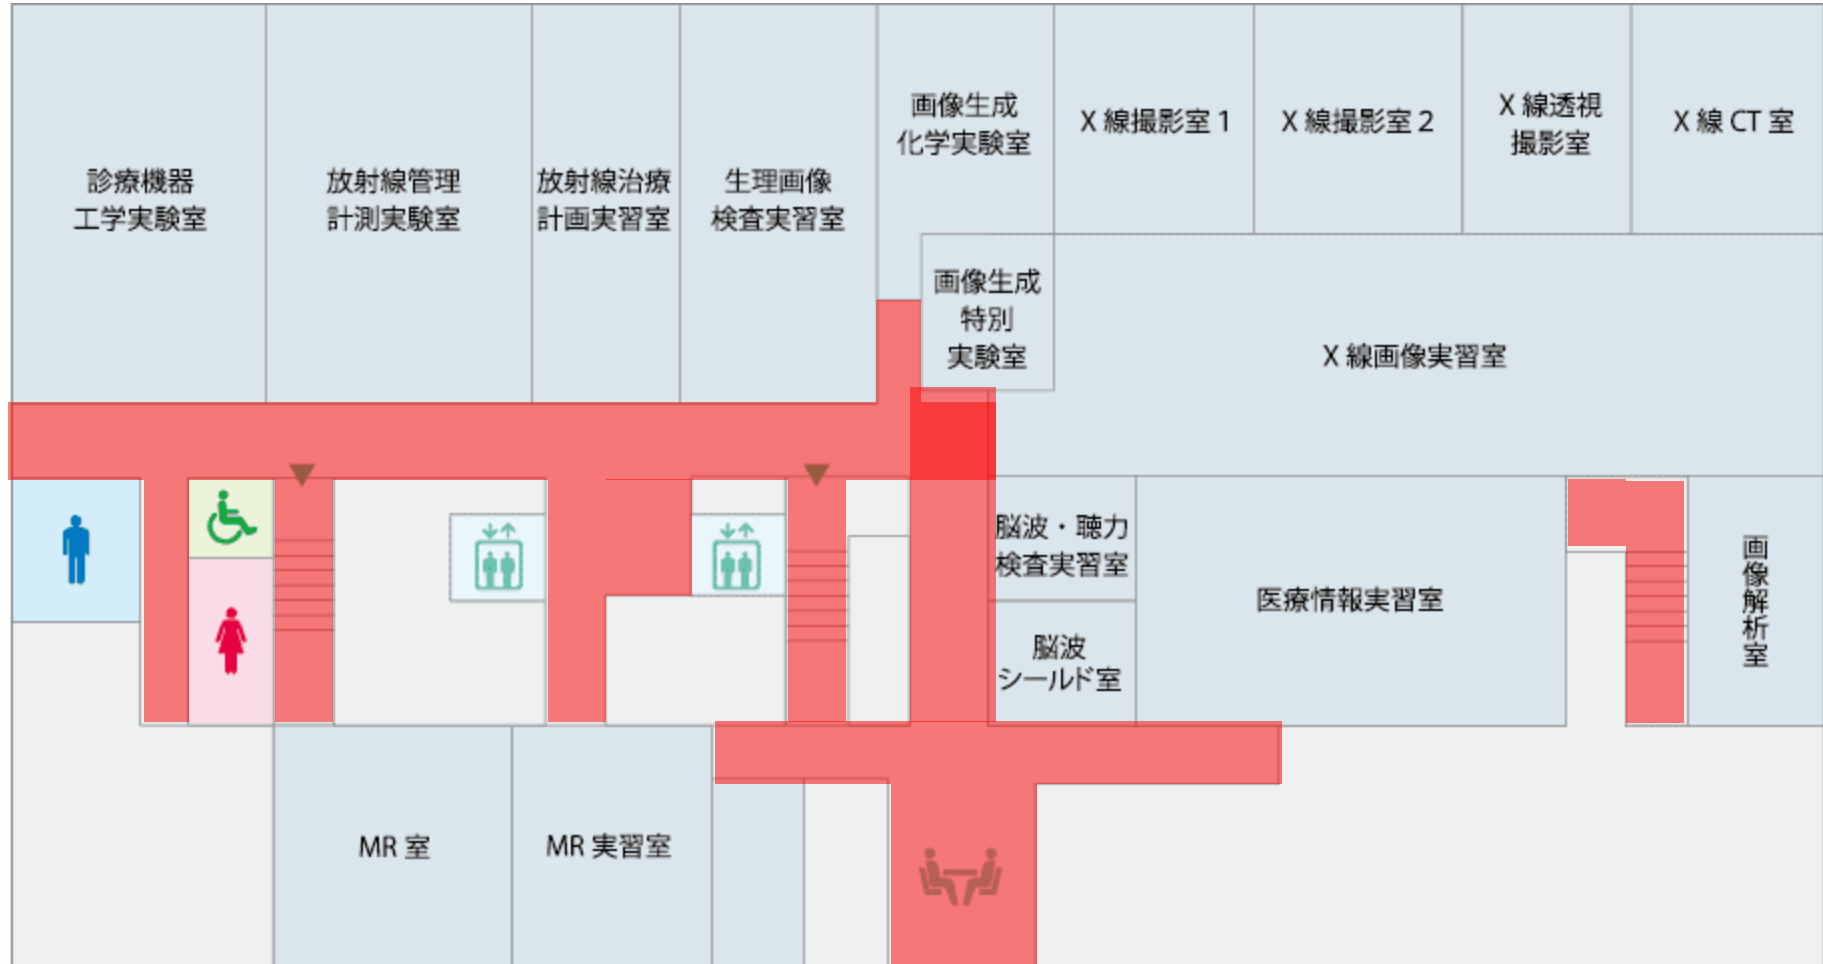 診療機器
工学実験室
放射線管理
計測実験室
放射線治療
計画実習室
生理画像
検査実習室
画像生成
化学実験室
X 線撮影室 1
X 線撮影室 2
X 線透視
撮影室
X 線 CT 室
画像生成
特別
実験室
X 線画像実習室
脳波・聴力
検査実習室
脳波
シールド室
医療情報実習室
画像解析室
MR 室
MR 実習室